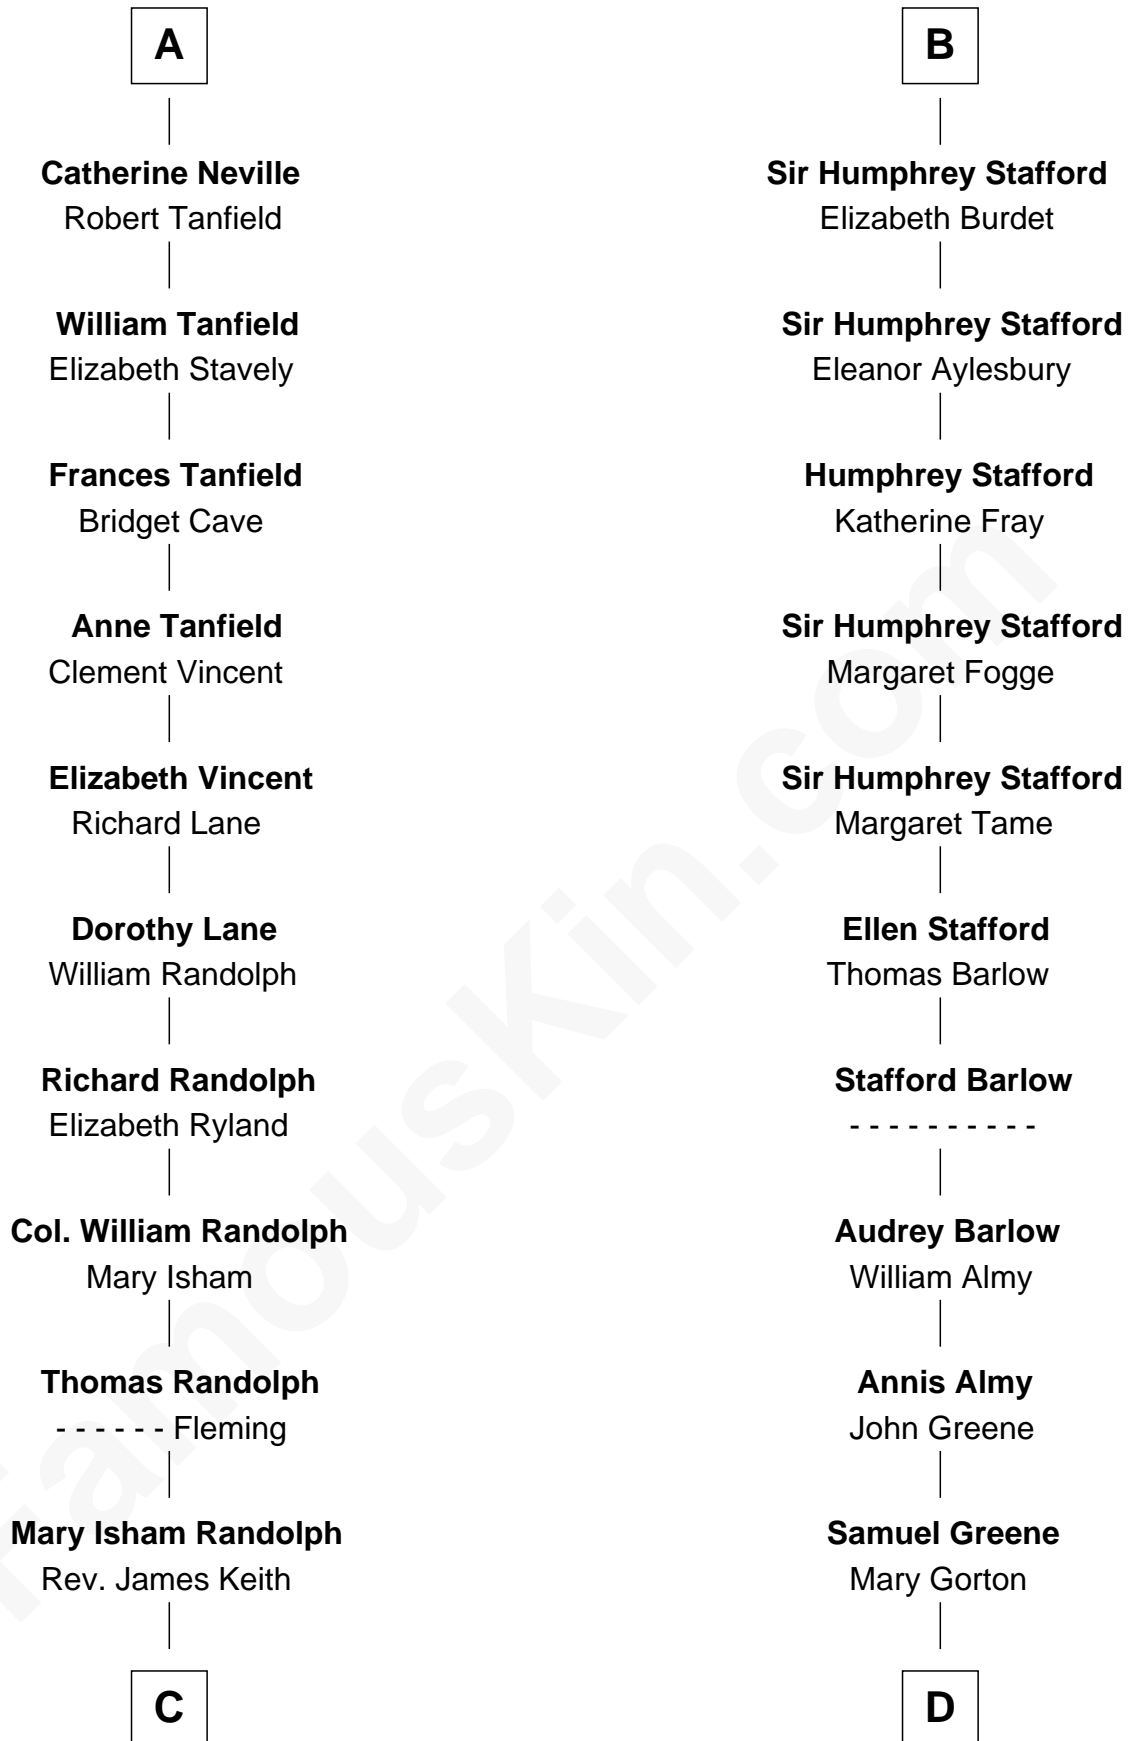 A
Catherine Neville
Robert Tanfield
William Tanfield
Elizabeth Stavely
Frances Tanfield
Bridget Cave
Anne Tanfield
Clement Vincent
Elizabeth Vincent
Richard Lane
Dorothy Lane
William Randolph
Richard Randolph
Elizabeth Ryland
Col. William Randolph
Mary Isham
Thomas Randolph
- - - - - - Fleming
Mary Isham Randolph
Rev. James Keith
C
B
Sir Humphrey Stafford
Elizabeth Burdet
Sir Humphrey Stafford
Eleanor Aylesbury
Humphrey Stafford
Katherine Fray
Sir Humphrey Stafford
Margaret Fogge
Sir Humphrey Stafford
Margaret Tame
Ellen Stafford
Thomas Barlow
Stafford Barlow
- - - - - - - - - -
Audrey Barlow
William Almy
Annis Almy
John Greene
Samuel Greene
Mary Gorton
D
FamousKin.com